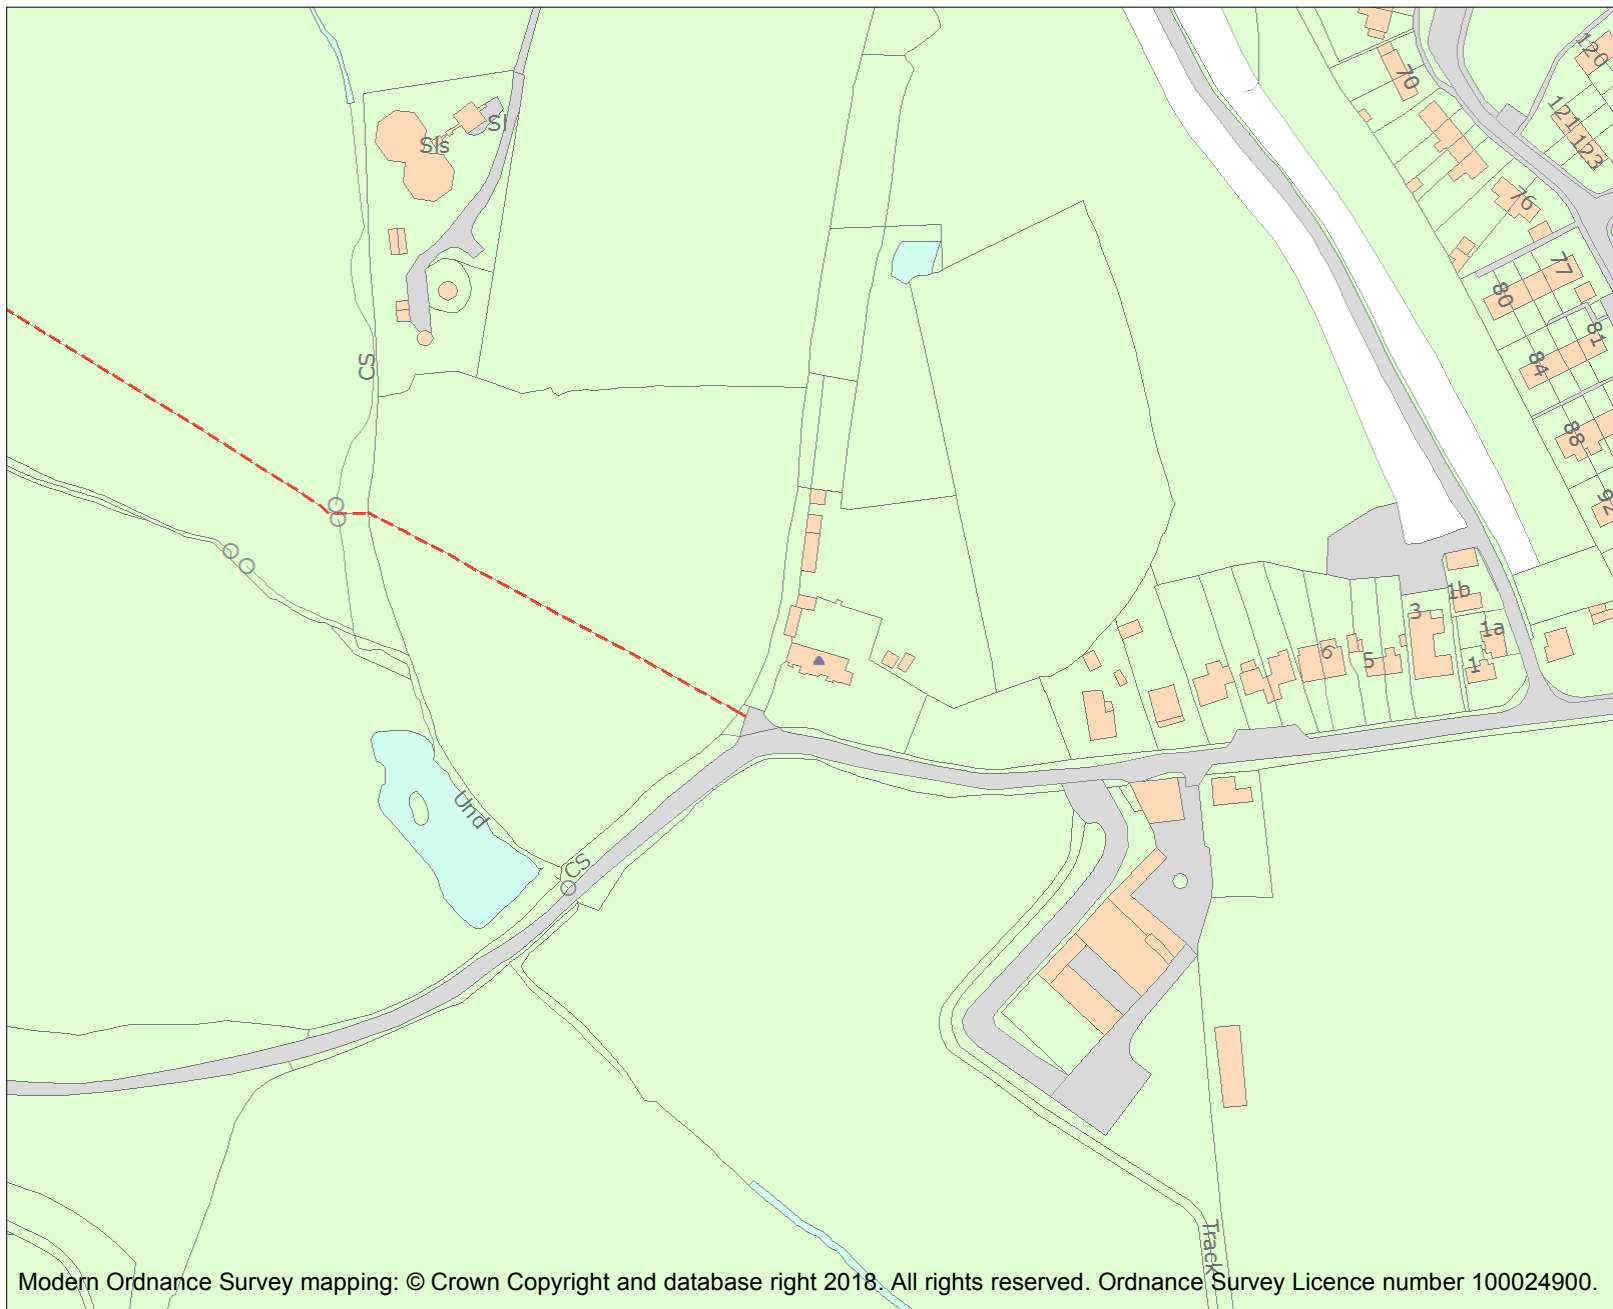 120
70
121
123
Sl
Sls
76
77
80
81
84
CS
88
92
1b
3
1a
6
5
1
Und
CS
Track
Modern Ordnance Survey mapping: © Crown Copyright and database right 2018. All rights reserved. Ordnance Survey Licence number 100024900.